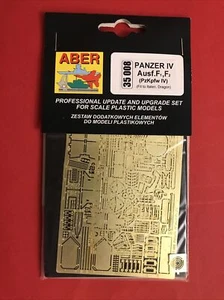 ABER
35 008
PANZER IV
Ausf.F₁,F₂
(PzKpfw IV)
(Fit to Italeri, Dragon)
PROFESSIONAL UPDATE AND UPGRADE SET
FOR SCALE PLASTIC MODELS
ZESTAW DODATKOWYCH ELEMENTÓW
DO MODELI PLASTIKOWYCH